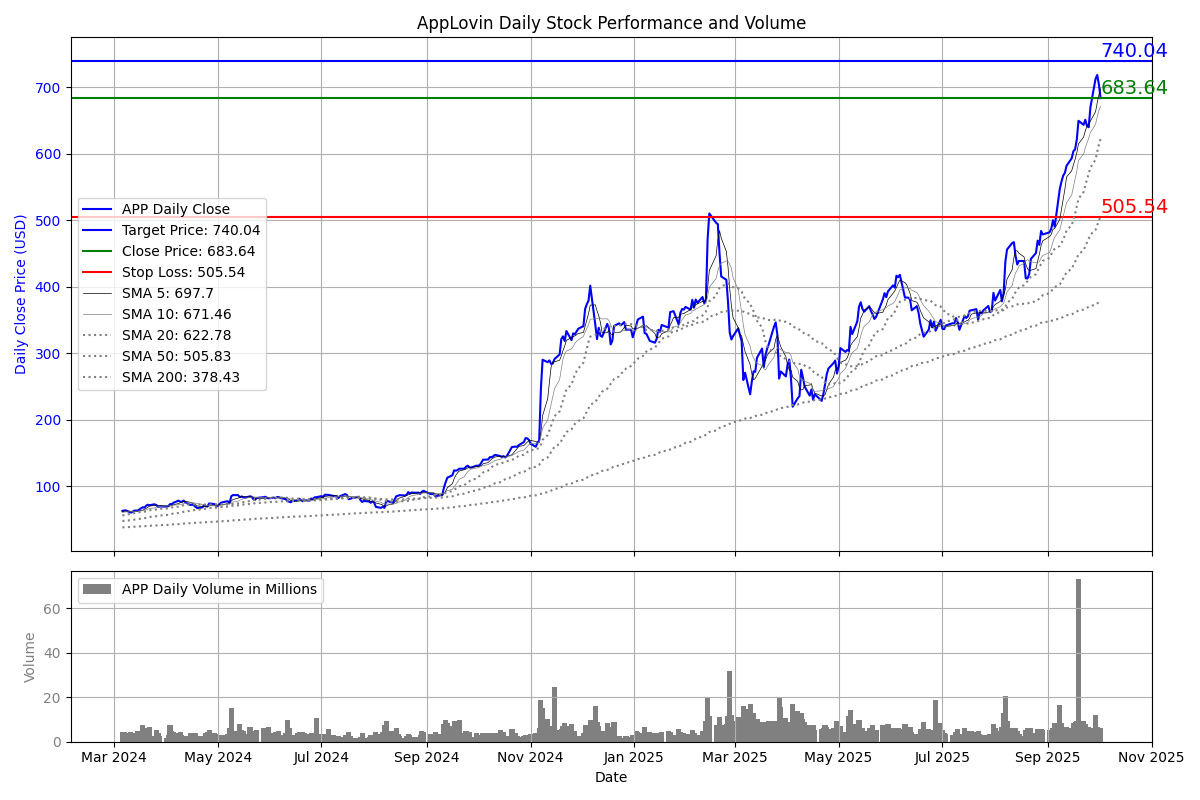 AppLovin Daily Stock Performance and Volume
740.04
683.64
505.54
700
600
500
400
300
200
100
Daily Close Price (USD)
APP Daily Close
Target Price: 740.04
Close Price: 683.64
Stop Loss: 505.54
SMA 5: 697.7
SMA 10: 671.46
SMA 20: 622.78
SMA 50: 505.83
SMA 200: 378.43
APP Daily Volume in Millions
60
40
20
0
Volume
Mar 2024
May 2024
Jul 2024
Sep 2024
Nov 2024
Jan 2025
Mar 2025
May 2025
Jul 2025
Sep 2025
Nov 2025
Date